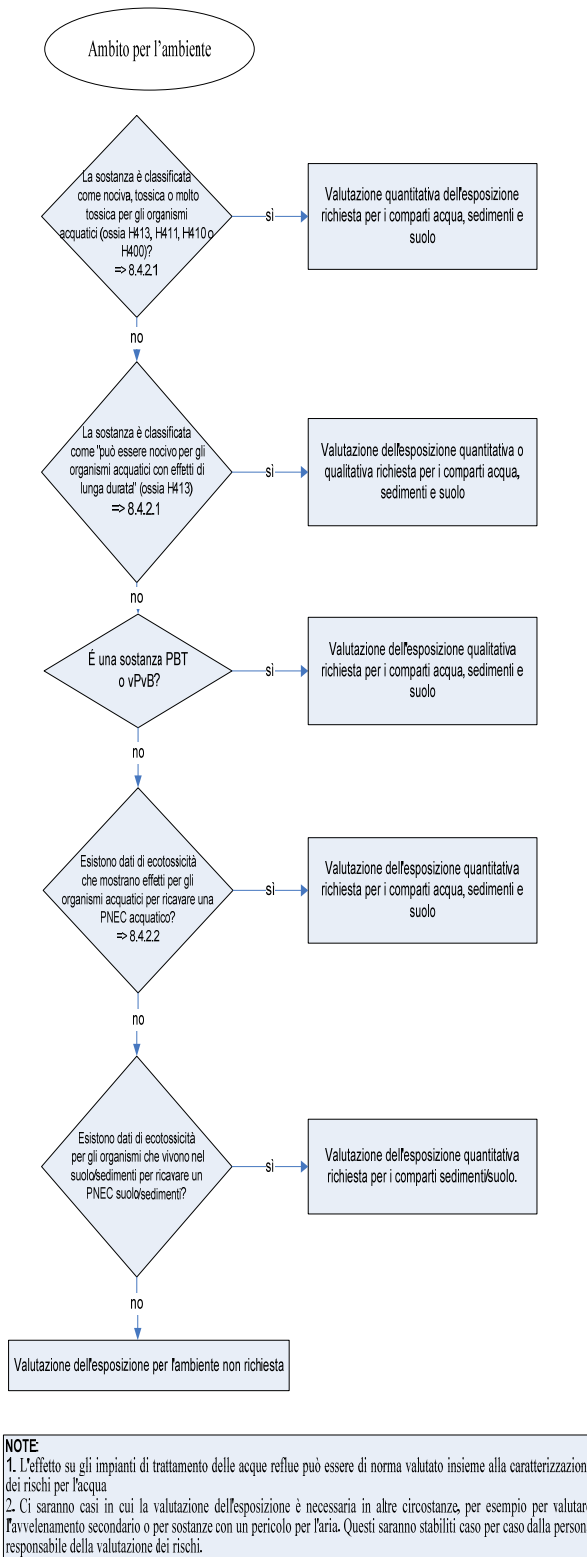 Ambito per l'ambiente
La sostanza è classificata
come nociva, tossica o molto
tossica per gli organismi
acquatici (ossia H413, H411, H410 o
H400)?
=> 8.4.2.1
sì
Valutazione quantitativa dell'esposizione
richiesta per i comparti acqua, sedimenti e
suolo
no
La sostanza è classificata
come "può essere nocivo per gli
organismi acquatici con effetti di
lunga durata" (ossia H413)
=> 8.4.2.1
sì
Valutazione dell'esposizione quantitativa o
qualitativa richiesta per i comparti acqua,
sedimenti e suolo
no
É una sostanza PBT
o vPvB?
sì
Valutazione dell'esposizione qualitativa
richiesta per i comparti acqua, sedimenti e
suolo
no
Esistono dati di ecotossicità
che mostrano effetti per gli
organismi acquatici per ricavare una
PNEC acquatico?
=> 8.4.2.2
sì
Valutazione dell'esposizione quantitativa
richiesta per i comparti acqua, sedimenti e
suolo
no
Esistono dati di ecotossicità
per gli organismi che vivono nel
suolo/sedimenti per ricavare un
PNEC suolo/sedimenti?
sì
Valutazione dell'esposizione quantitativa
richiesta per i comparti sedimenti/suolo.
no
Valutazione dell'esposizione per l'ambiente non richiesta
NOTE:
1. L'effetto su gli impianti di trattamento delle acque reflue può essere di norma valutato insieme alla caratterizzazion
dei rischi per l'acqua
2. Ci saranno casi in cui la valutazione dell'esposizione è necessaria in altre circostanze, per esempio per valutare
l'avvelenamento secondario o per sostanze con un pericolo per l'aria. Questi saranno stabiliti caso per caso dalla person
responsabile della valutazione dei rischi.